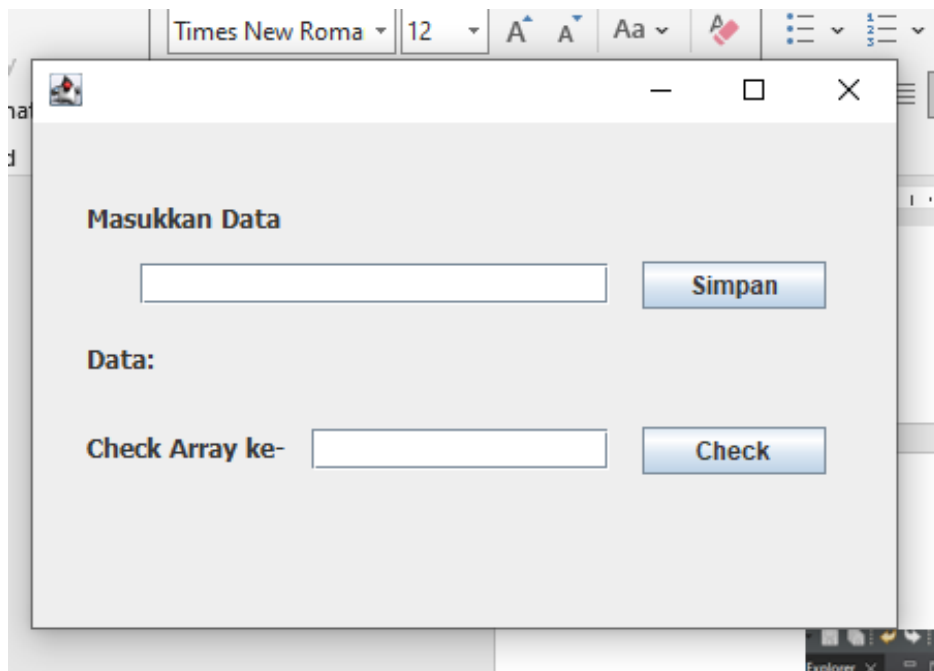 Times New Roma 12 A A Aa A
Masukkan Data
Simpan
Data:
Check Array ke-
Check
Explorer